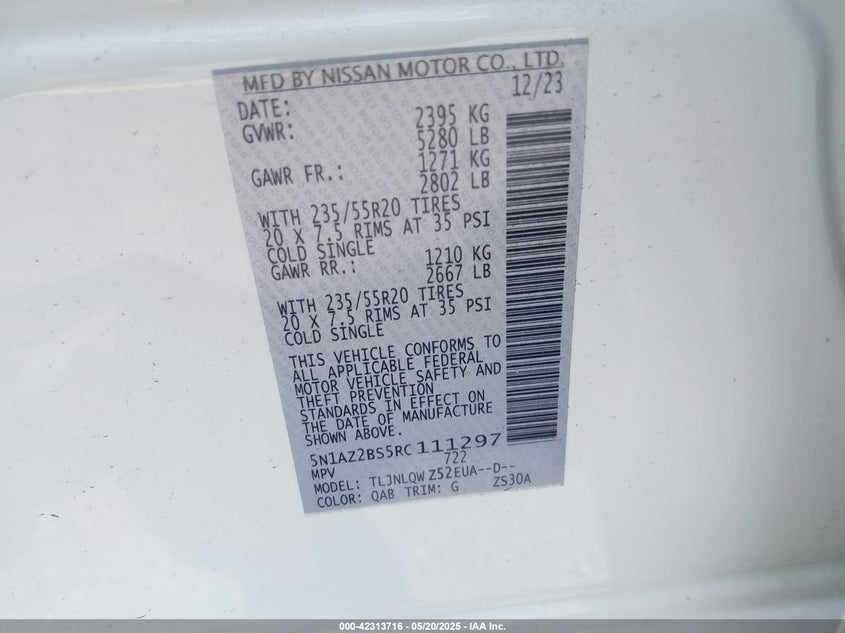 MFD BY NISSAN MOTOR CO., LTD.
DATE: 12/23
GVWR: 2395 KG
5280 LB
GAWR FR.: 1271 KG
2802 LB
WITH 235/55R20 TIRES
20 X 7.5 RIMS AT 35 PSI
COLD SINGLE
GAWR RR.: 1210 KG
2667 LB
WITH 235/55R20 TIRES
20 X 7.5 RIMS AT 35 PSI
COLD SINGLE
THIS VEHICLE CONFORMS TO
ALL APPLICABLE FEDERAL
MOTOR VEHICLE SAFETY AND
THEFT PREVENTION
STANDARDS IN EFFECT ON
THE DATE OF MANUFACTURE
SHOWN ABOVE.
5N1AZ2BS5RC111297
MPV 722
MODEL: TLJNLQW Z52EUA--D--
COLOR: QAB TRIM: G ZS30A
000-42313716 - 05/20/2025 - IAA Inc.